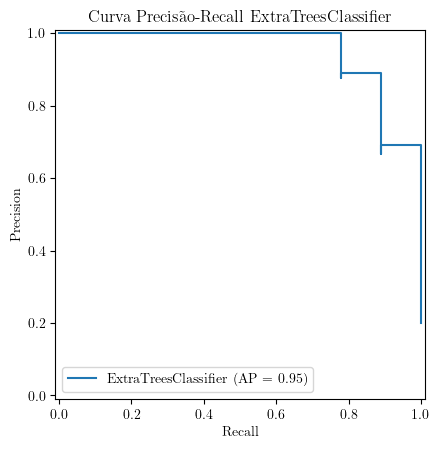 Curva Precisão-Recall ExtraTreesClassifier
1.0
0.8
0.6
0.4
0.2
0.0
Precision
ExtraTreesClassifier (AP = 0.95)
0.0 0.2 0.4 0.6 0.8 1.0
Recall